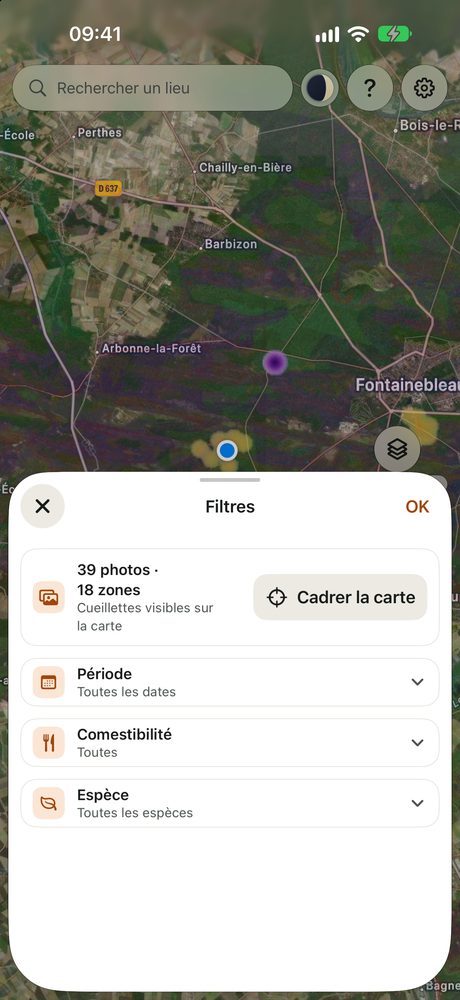 09:41
Rechercher un lieu
?
-École
Perthes
Bois-le-R
Chailly-en-Bière
D 637
Barbizon
Arbonne-la-Forêt
Fontainebleau
Éc
Filtres
OK
39 photos ·
18 zones
Cueillettes visibles sur
la carte
Cadrer la carte
Période
Toutes les dates
Comestibilité
Toutes
Espèce
Toutes les espèces
Bagne